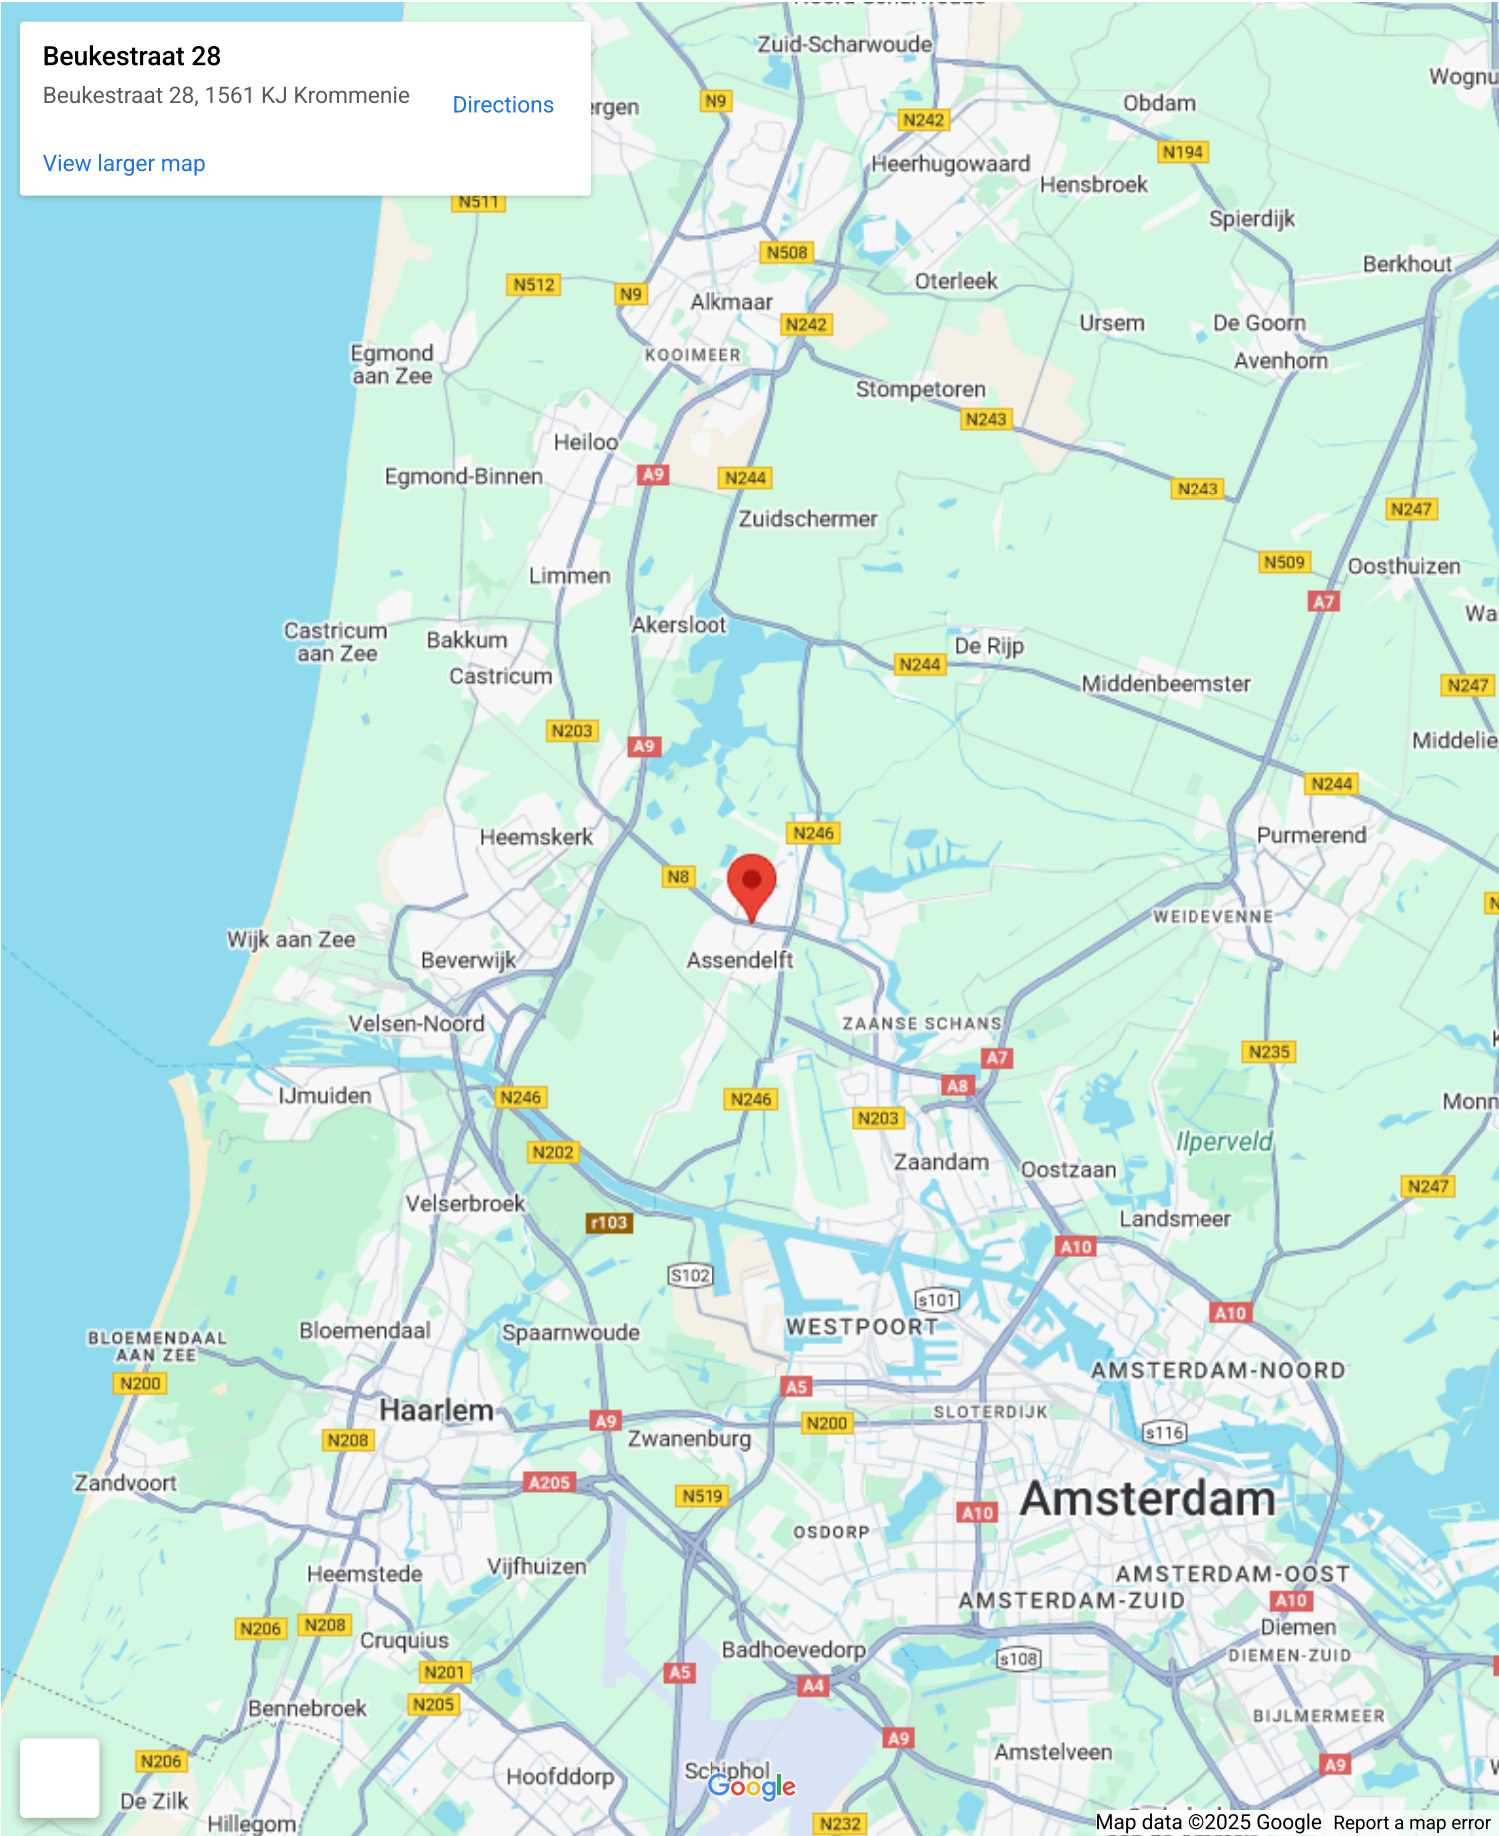 Beukestraat 28
Beukestraat 28, 1561 KJ Krommenie
Directions
View larger map
Zuid-Scharwoude
Wognu
N9
Obdam
N242
N194
Heerhugowaard
Hensbroek
N511
Spierdijk
N508
Berkhout
N512
N9
Oterleek
Alkmaar
N242
Ursem
De Goorn
KOOIMEER
Egmond
aan Zee
Avenhorn
Stompetoren
N243
Heiloo
Egmond-Binnen
A9
N244
N243
N247
Zuidschermer
N509
Oosthuizen
Limmen
A7
Wa
Akersloot
Castricum
aan Zee
Bakkum
De Rijp
N244
Castricum
Middenbeemster
N247
N203
A9
Middelie
N244
Heemskerk
N246
Purmerend
N8
WEIDEVENNE
Wijk aan Zee
Beverwijk
Assendelft
Velsen-Noord
ZAANSE SCHANS
N235
A7
A8
IJmuiden
N246
N246
Monn
N203
Ilperveld
N202
Zaandam
Oostzaan
N247
Velserbroek
r103
Landsmeer
A10
S102
s101
A10
Bloemendaal
Spaarnwoude
WESTPOORT
BLOEMENDAAL
AAN ZEE
AMSTERDAM-NOORD
N200
A5
Haarlem
SLOTERDIJK
A9
N200
s116
N208
Zwanenburg
Zandvoort
A205
N519
Amsterdam
A10
OSDORP
Heemstede
Vijfhuizen
AMSTERDAM-OOST
AMSTERDAM-ZUID
A10
N206
N208
Diemen
Cruquius
Badhoevedorp
DIEMEN-ZUID
s108
N201
A5
A4
N205
Bennebroek
BIJLMERMEER
A9
Amstelveen
N206
A9
Schiphol
Hoofddorp
Google
De Zilk
Hillegom
N232
Map data ©2025 Google
Report a map error